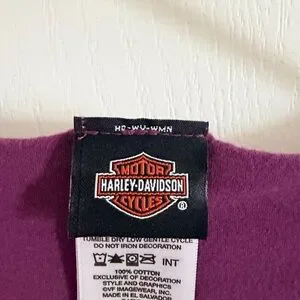 HD-WU-WMN
MOTOR
HARLEY-DAVIDSON
CYCLES
®
TUMBLE DRY LOW GENTLE CYCLE
DO NOT IRON DECORATION
INT
100% COTTON
EXCLUSIVE OF DECORATION
STYLE AND GRAPHICS
©VF IMAGEWEAR, INC.
MADE IN EL SALVADOR